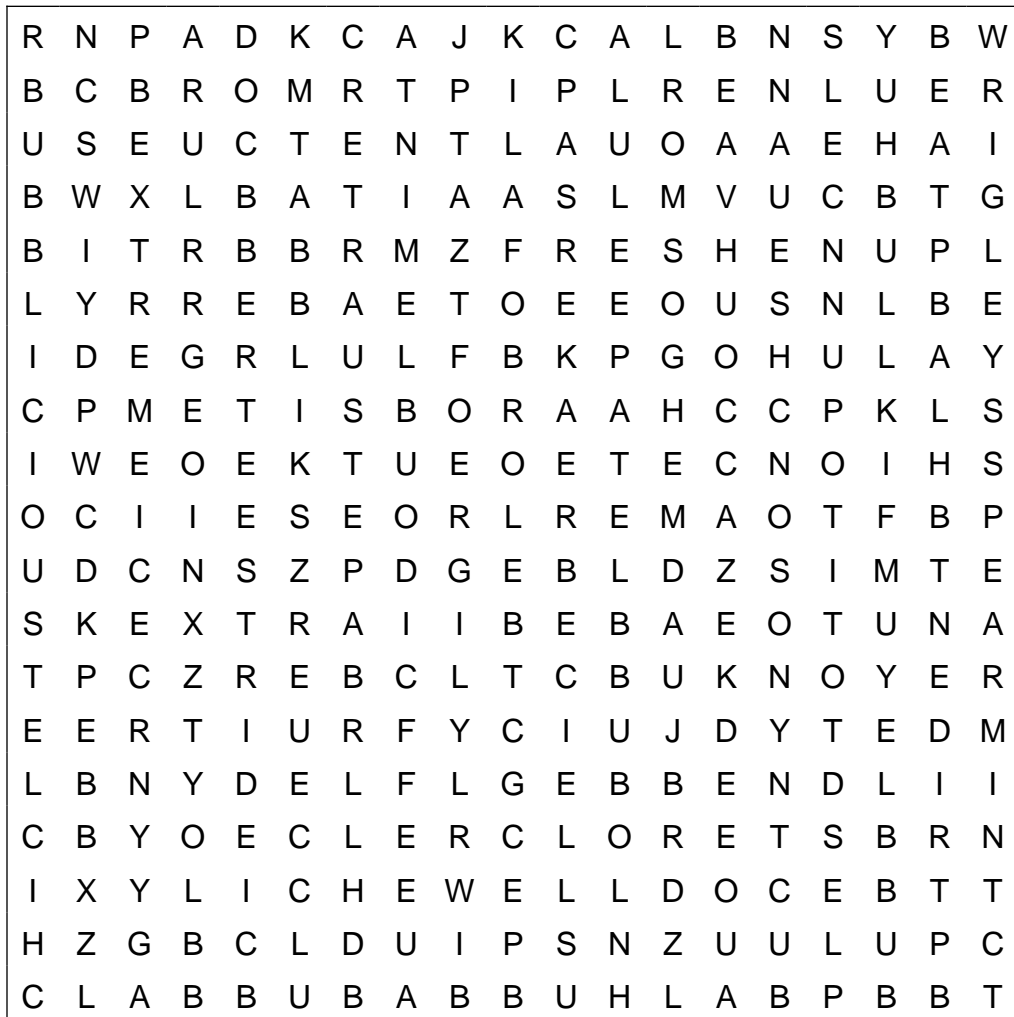 R N P A D K C A J K C A L B N S Y B W
B C B R O M R T P I P L R E N L U E R
U S E U C T E N T L A U O A A E H A I
B W X L B A T I A A S L M V U C B T G
B I T R B B R M Z F R E S H E N U P L
L Y R R E B A E T O E E O U S N L B E
I D E G R L U L F B K P G O H U L A Y
C P M E T I S B O R A A H C C P K L S
I W E O E K T U E O E T E C N O I H S
O C I I E S E O R L R E M A O T F B P
U D C N S Z P D G E B L D Z S I M T E
S K E X T R A I I B E B A E O T U N A
T P C Z R E B C L T C B U K N O Y E R
E E R T I U R F Y C I U J D Y T E D M
L B N Y D E L F L G E B B E N D L I I
C B Y O E C L E R C L O R E T S B R N
I X Y L I C H E W E L L D O C E B T T
H Z G B C L D U I P S N Z U U L U P C
C L A B B U B A B B U H L A B P B B T